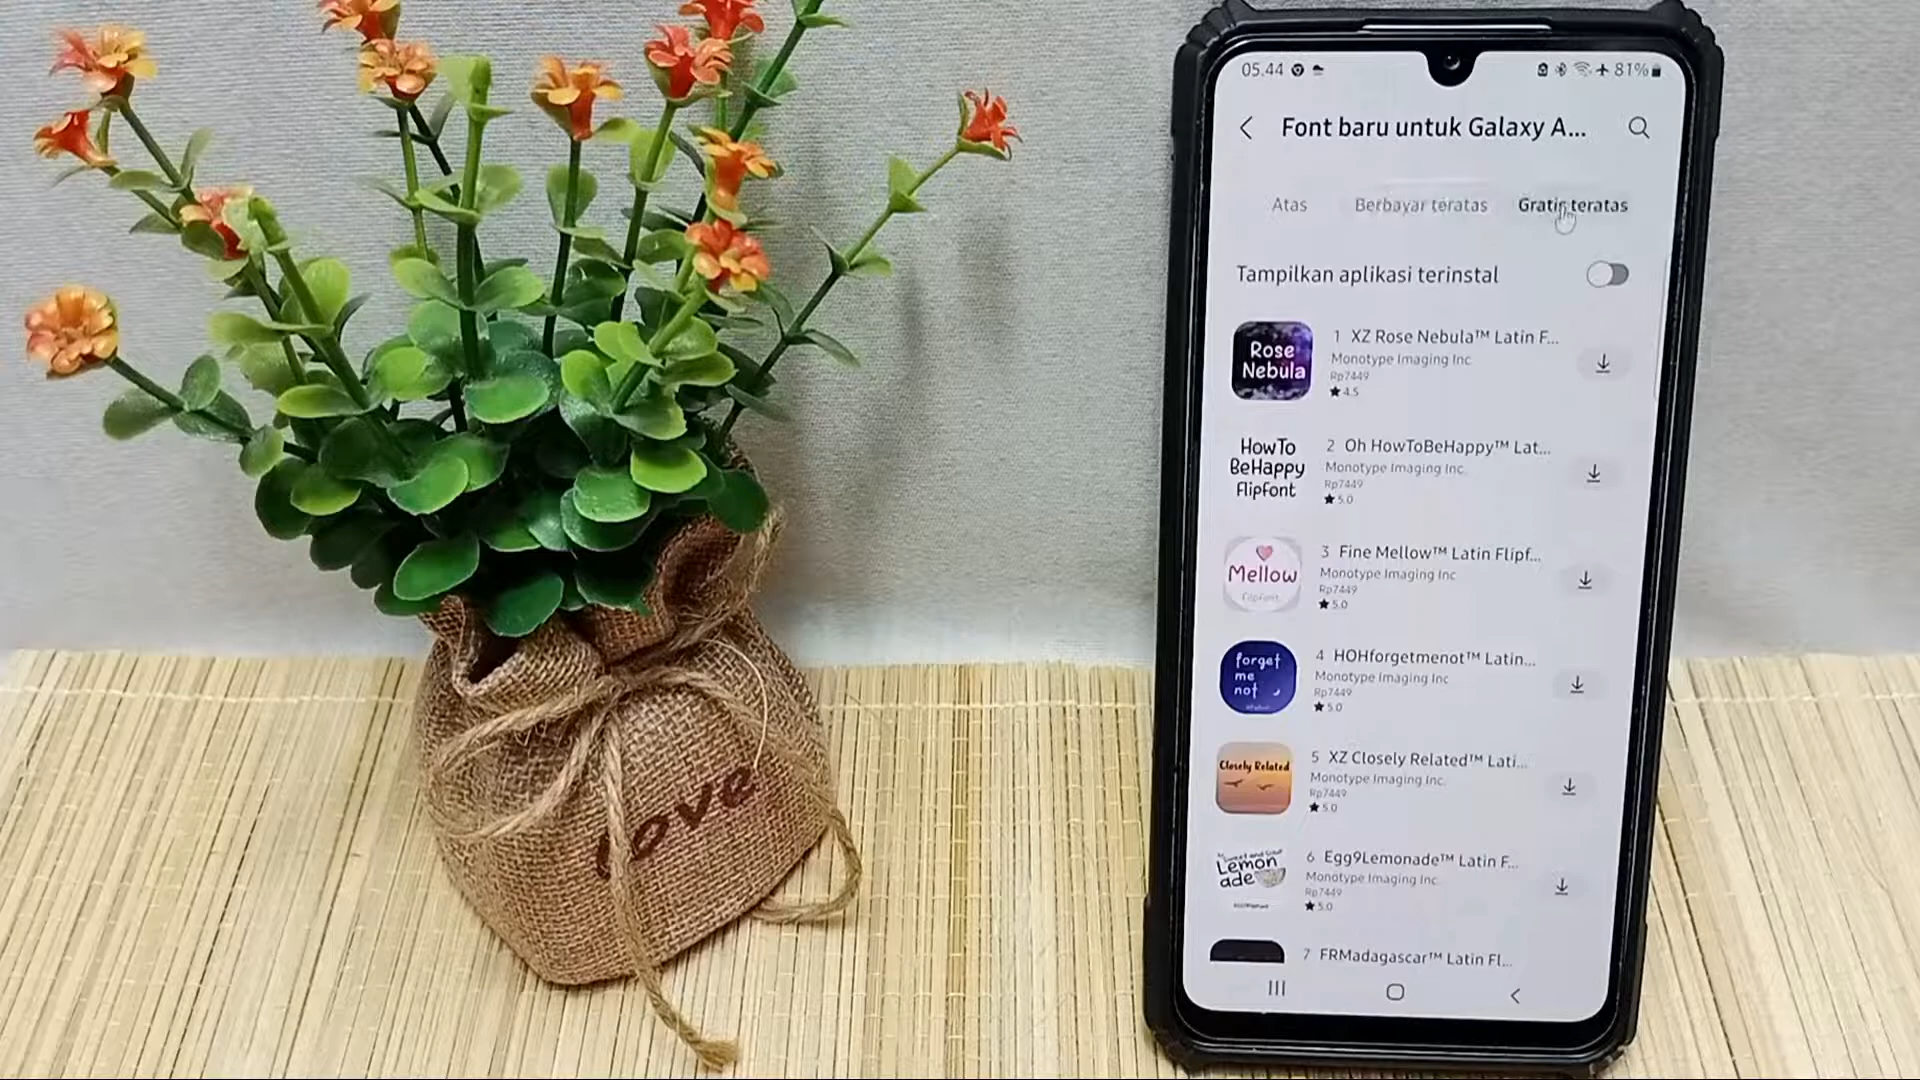 05.44
81%
Font baru untuk Galaxy A...
Atas
Berbayar teratas
Gratis teratas
Tampilkan aplikasi terinstal
Rose
Nebula
1 XZ Rose Nebula™ Latin F...
Monotype Imaging Inc.
Rp7449
★ 4.5
HowTo
BeHappy
Flipfont
2 Oh HowToBeHappy™ Lat...
Monotype Imaging Inc.
Rp7449
★ 5.0
Mellow
Flipfont
3 Fine Mellow™ Latin Flipf...
Monotype Imaging Inc
Rp7449
★ 5.0
forget
me
not
4 HOHforgetmenot™ Latin...
Monotype Imaging Inc
Rp7449
★ 5.0
Closely Related
5 XZ Closely Related™ Lati...
Monotype Imaging Inc.
Rp7449
★ 5.0
Lemon
ade
6 Egg9Lemonade™ Latin F...
Monotype Imaging Inc.
Rp7449
★ 5.0
7 FRMadagascar™ Latin Fl...
Love